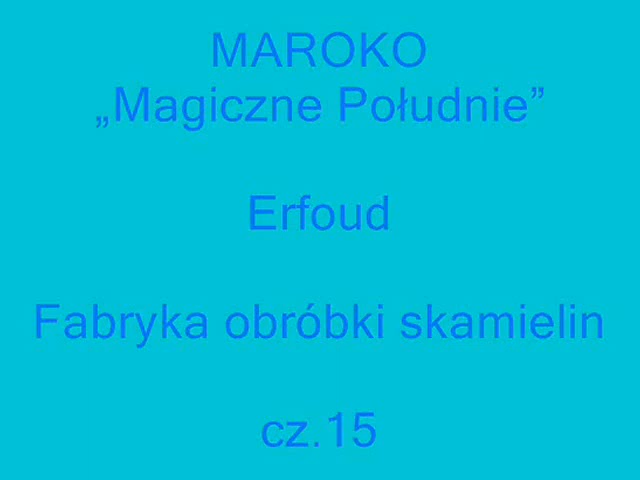 MAROKO
„Magiczne Południe”
Erfoud
Fabryka obróbki skamielin
cz.15